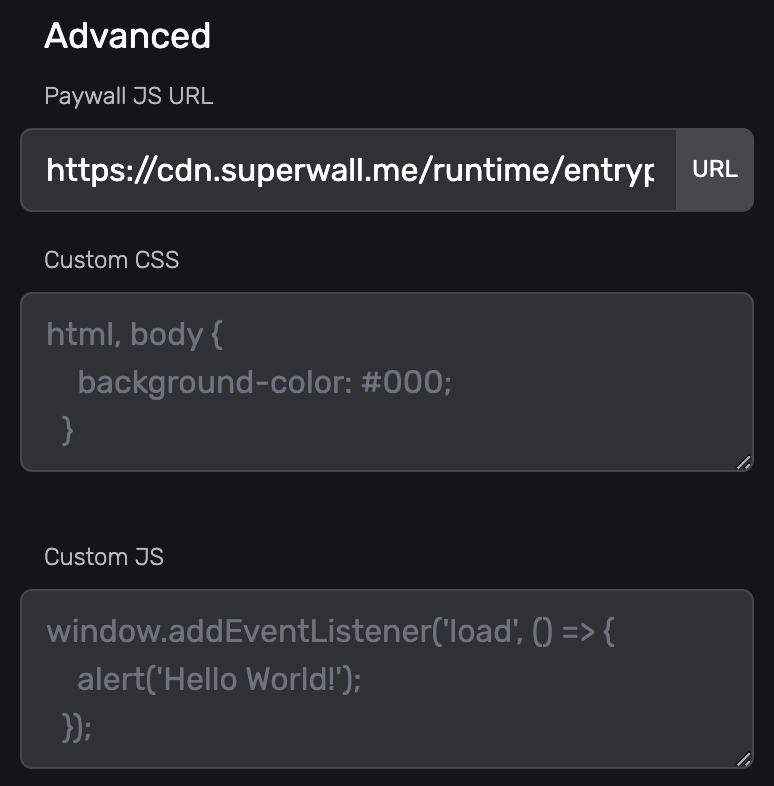 Advanced
Paywall JS URL
https://cdn.superwall.me/runtime/entryp
URL
Custom CSS
html, body {
background-color: #000;
}
Custom JS
window.addEventListener('load', () => {
alert('Hello World!');
});